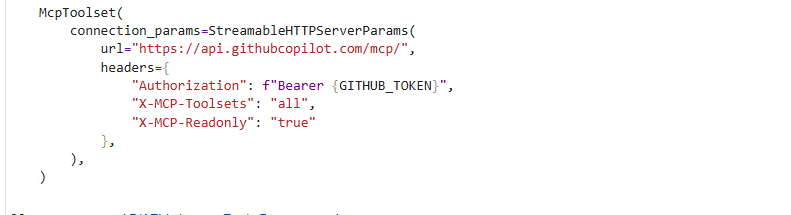 McpToolset(
    connection_params=StreamableHTTPServerParams(
        url="https://api.githubcopilot.com/mcp/",
        headers={
            "Authorization": f"Bearer {GITHUB_TOKEN}",
            "X-MCP-Toolsets": "all",
            "X-MCP-Readonly": "true"
        },
    ),
)